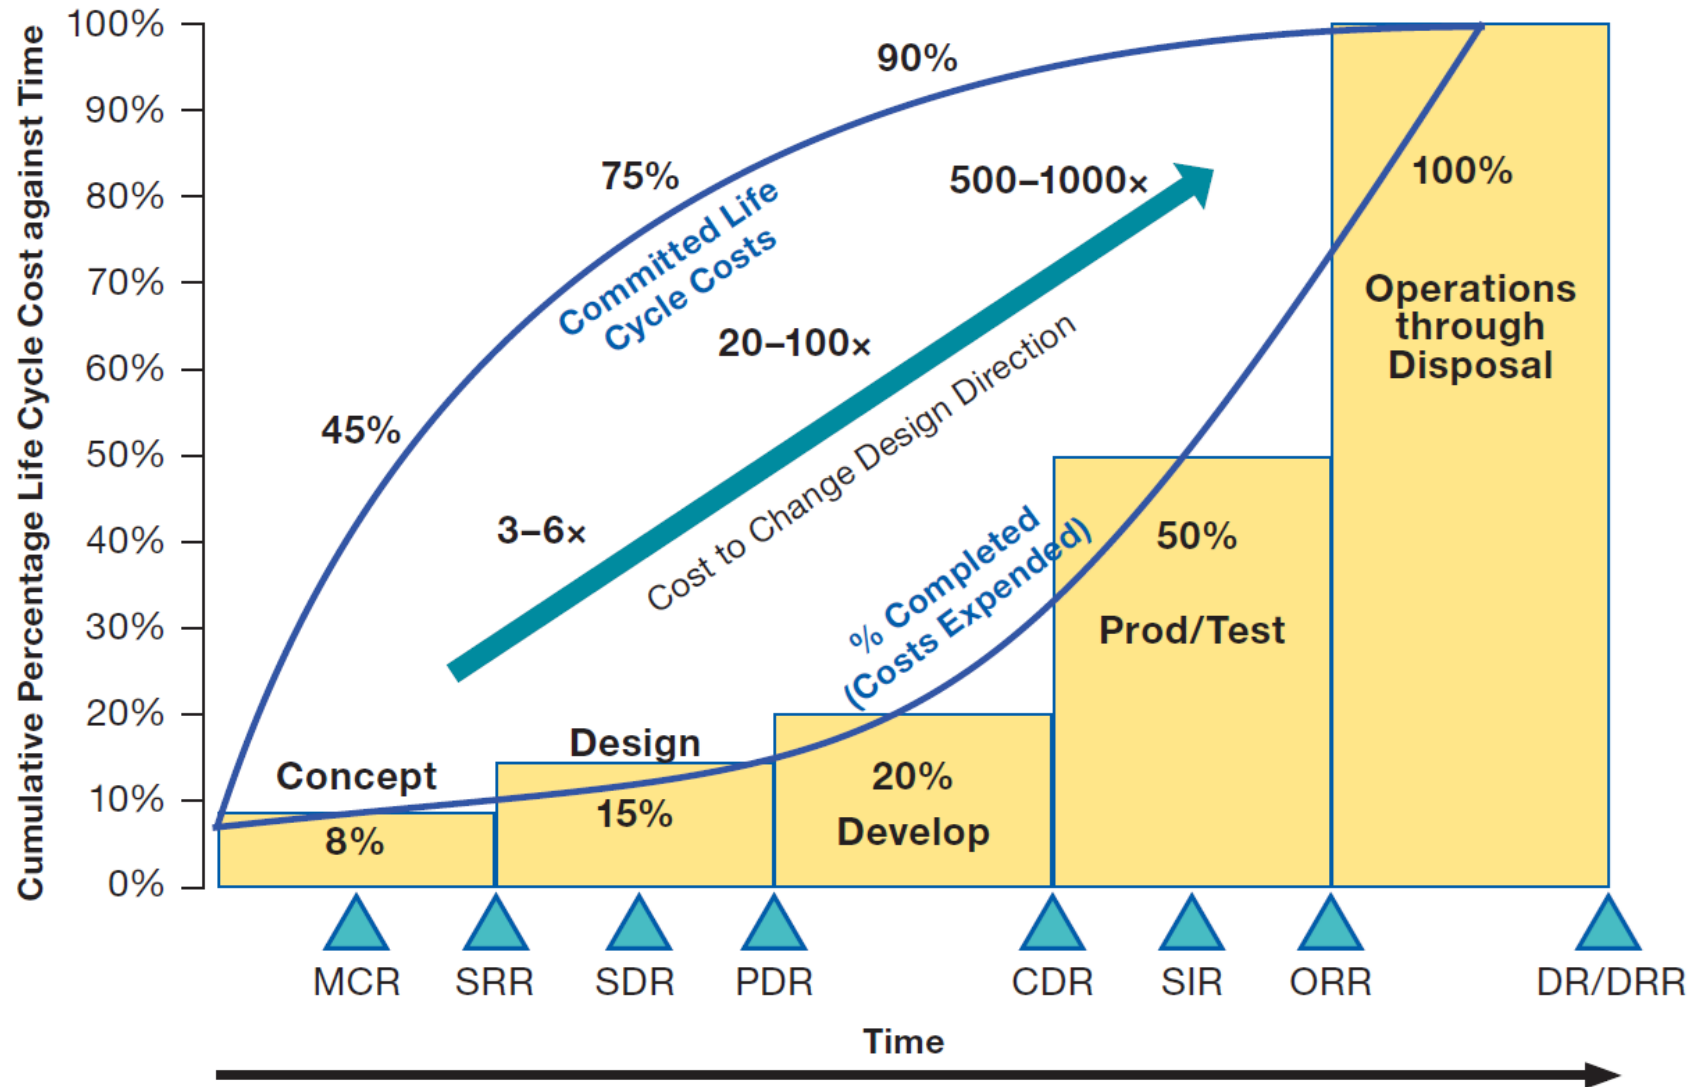 Cumulative Percentage Life Cycle Cost against Time
100%
90%
80%
70%
60%
50%
40%
30%
20%
10%
0%
45%
75%
90%
Committed Life
Cycle Costs
3–6×
20–100×
500–1000×
Cost to Change Design Direction
% Completed
(Costs Expended)
Concept
8%
Design
15%
20%
Develop
50%
Prod/Test
100%
Operations
through
Disposal
MCR
SRR
SDR
PDR
CDR
SIR
ORR
DR/DRR
Time